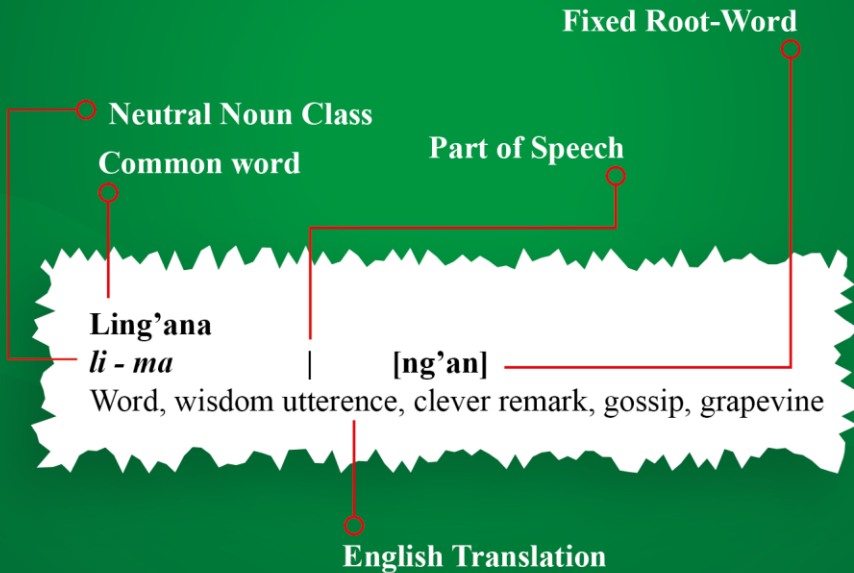 Fixed Root-Word
Neutral Noun Class
Common word
Part of Speech
Ling’ana
li - ma | [ng’an]
Word, wisdom utterence, clever remark, gossip, grapevine
English Translation